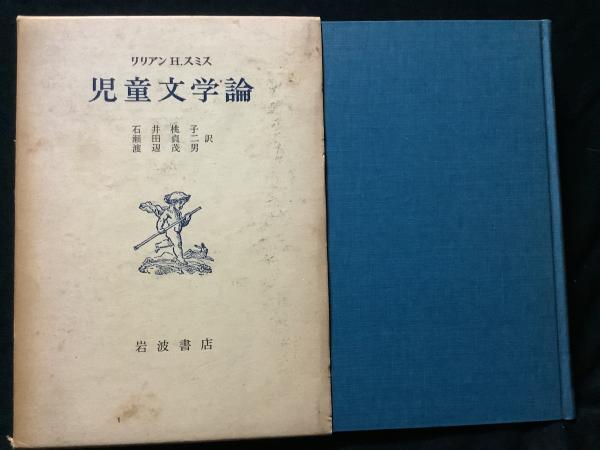 リリアン H.スミス
児童文学論
石井桃子
瀬田貞二 訳
渡辺茂男
岩波書店